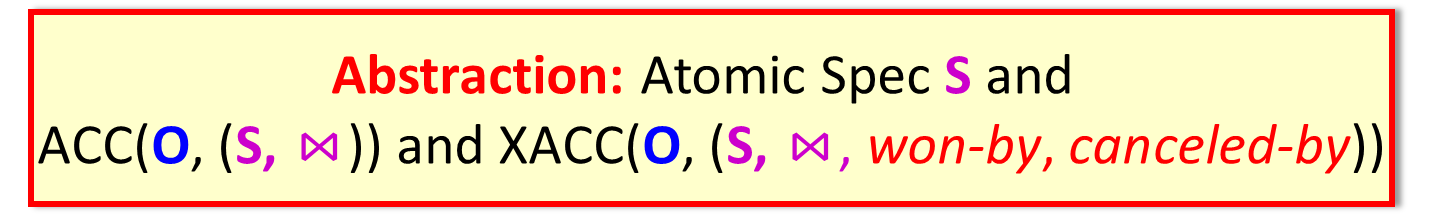 Abstraction: Atomic Spec S and
ACC(O, (S, ⋈)) and XACC(O, (S, ⋈, won-by, canceled-by))